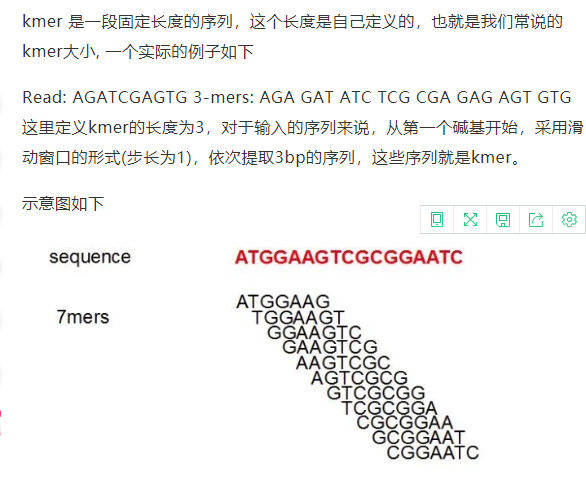 kmer 是一段固定长度的序列，这个长度是自己定义的，也就是我们常说的
kmer大小, 一个实际的例子如下
Read: AGATCGAGTG 3-mers: AGA GAT ATC TCG CGA GAG AGT GTG
这里定义kmer的长度为3，对于输入的序列来说，从第一个碱基开始，采用滑
动窗口的形式(步长为1)，依次提取3bp的序列，这些序列就是kmer。
示意图如下
sequence ATGGAAGTCGCGGAATC
7mers ATGGAAG
TGGAAGT
GGAAGTC
GAAGTCG
AAGTCGC
AGTCGCG
GTCGCGG
TCGCGGA
CGCGGAA
GCGGAAT
CGGAATC